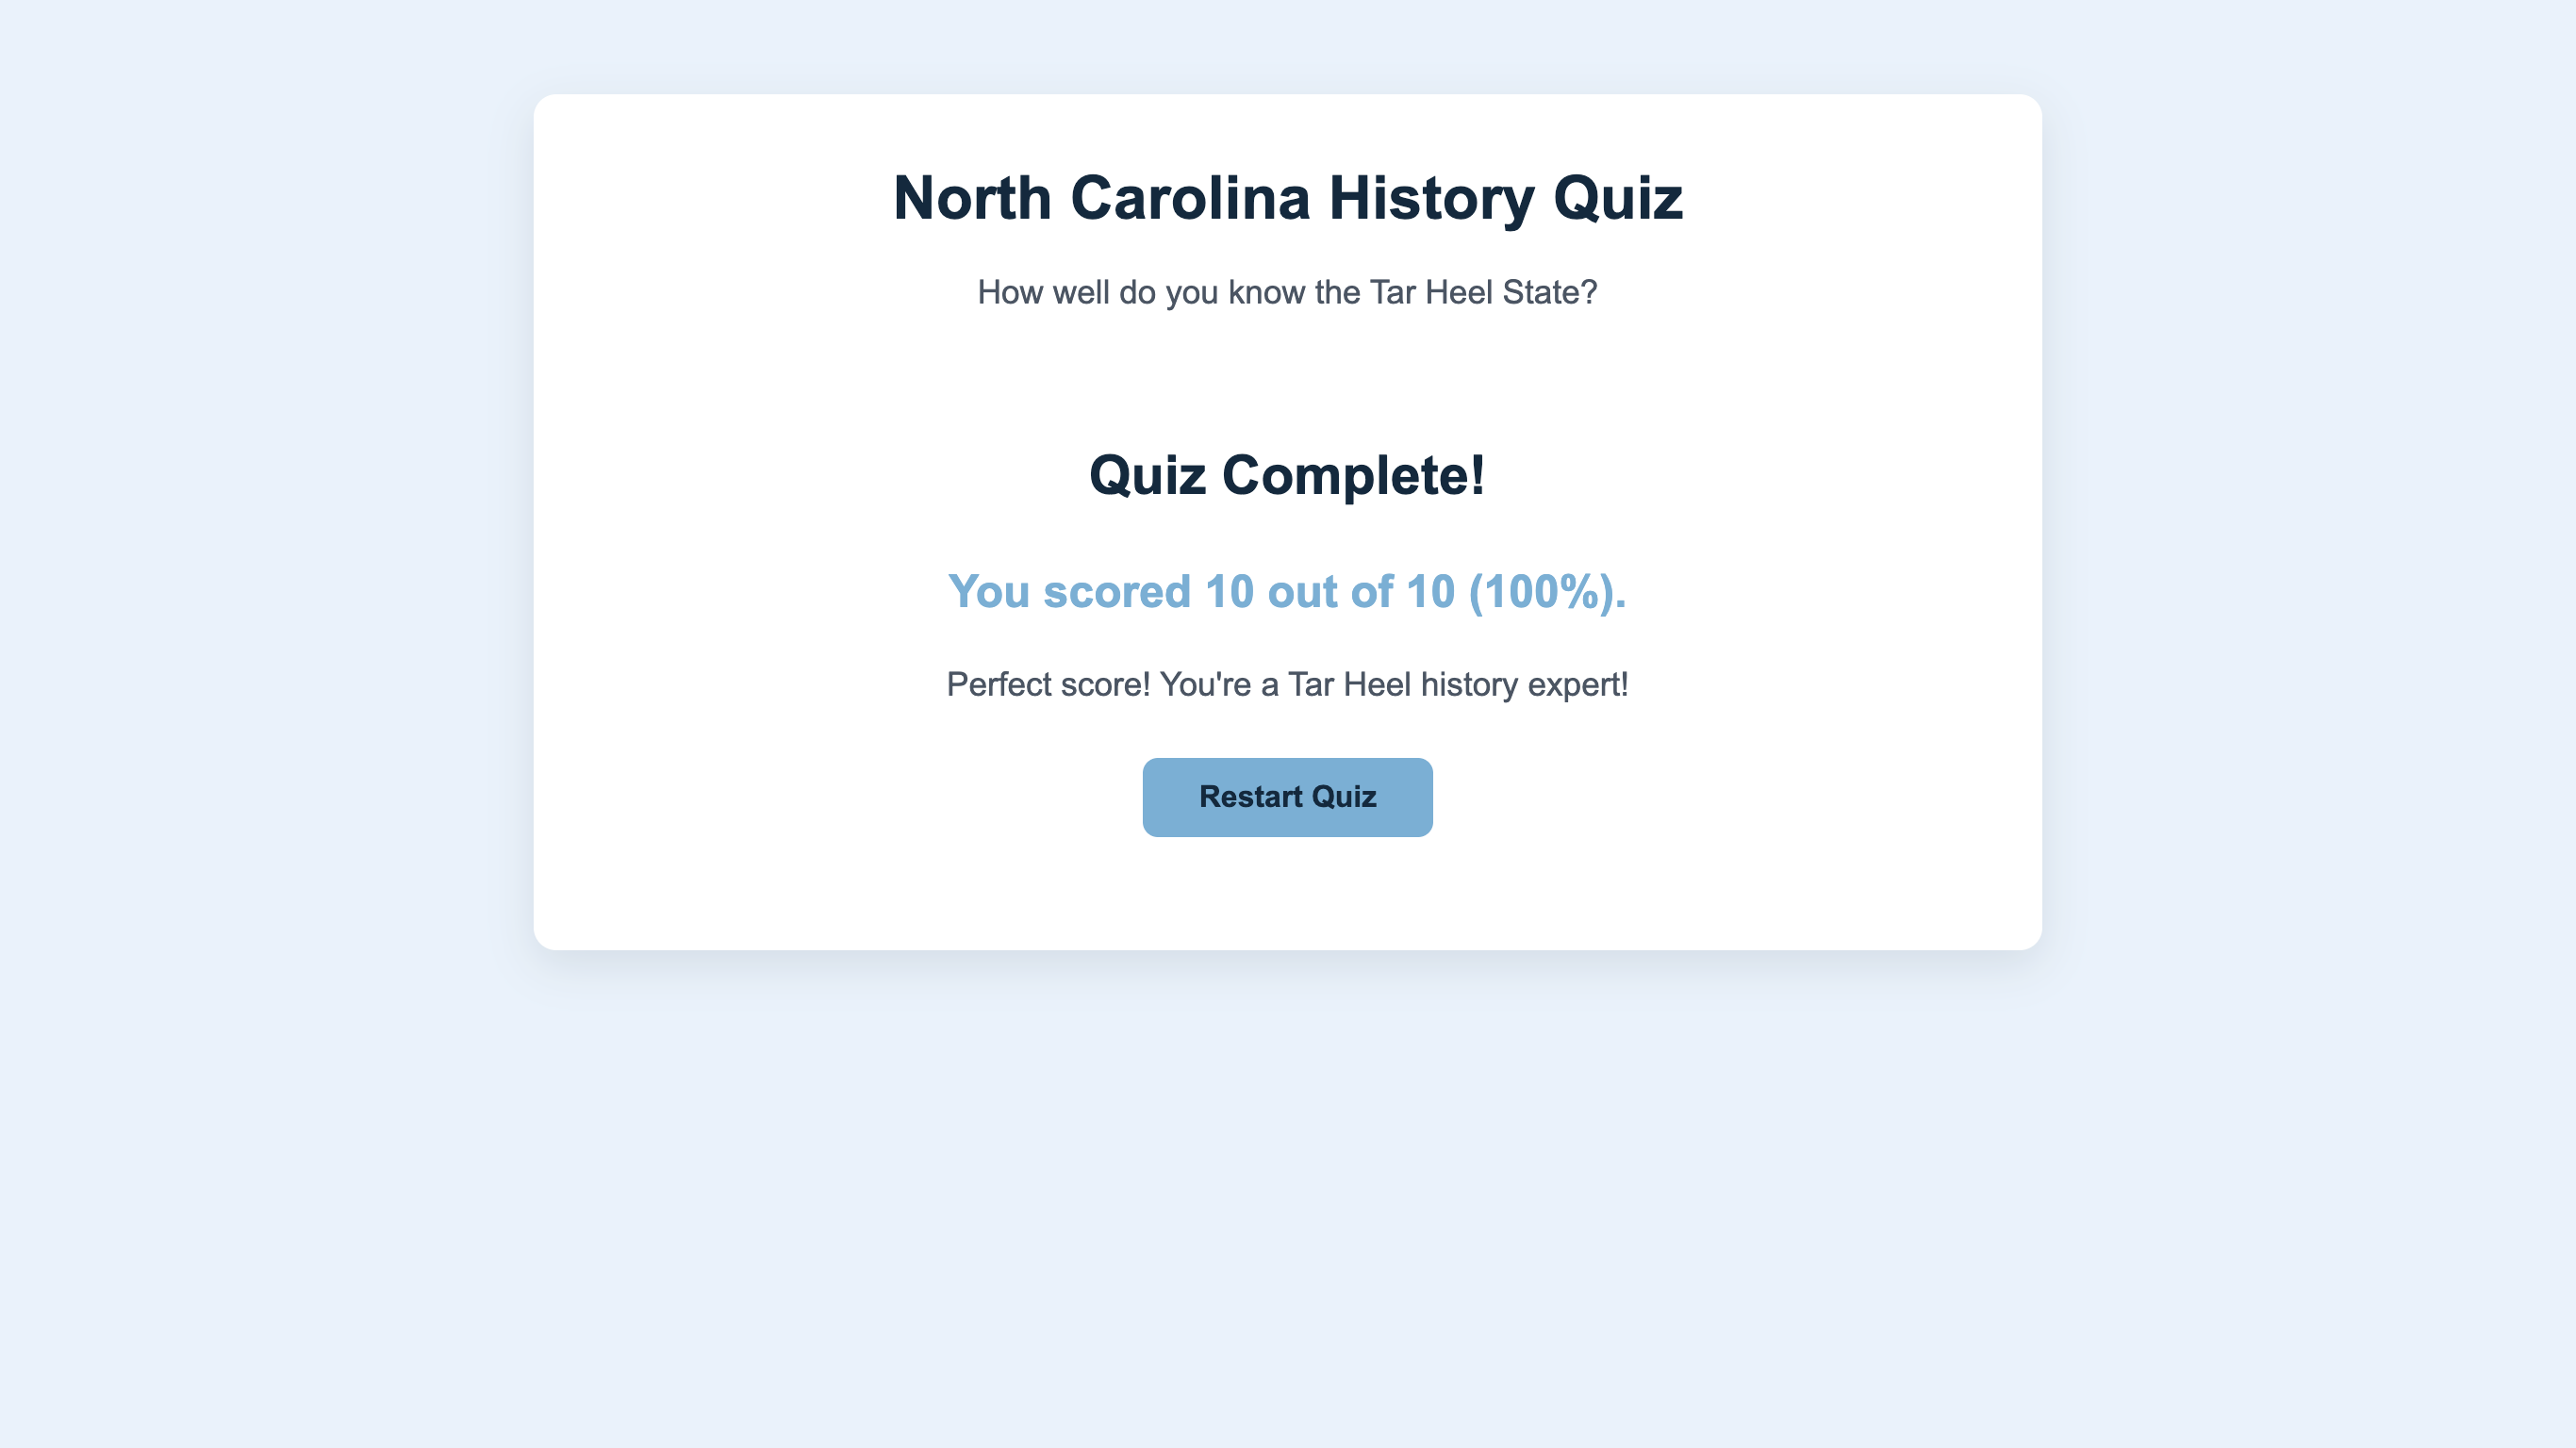 North Carolina History Quiz
How well do you know the Tar Heel State?
Quiz Complete!
You scored 10 out of 10 (100%).
Perfect score! You're a Tar Heel history expert!
Restart Quiz